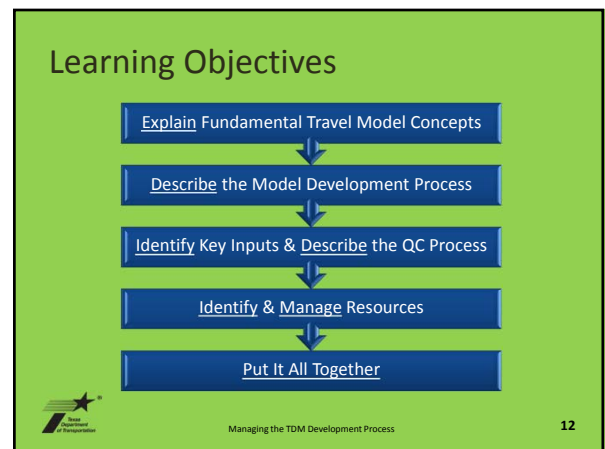 Learning Objectives
Explain Fundamental Travel Model Concepts
Describe the Model Development Process
Identify Key Inputs & Describe the QC Process
Identify & Manage Resources
Put It All Together
®
Texas
Department
of Transportation
Managing the TDM Development Process
12